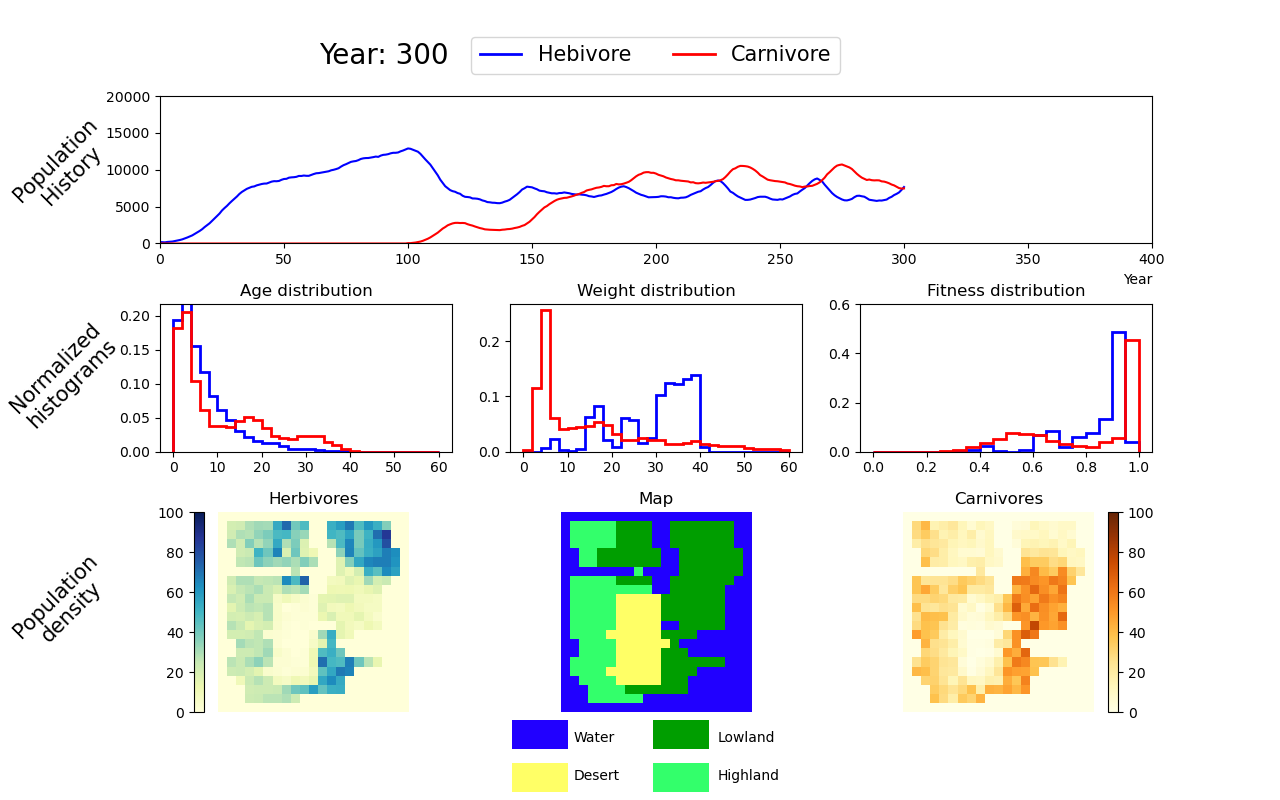 Year: 300
Hebivore
Carnivore
Population
History
20000
15000
10000
5000
0
0 50 100 150 200 250 300 350 400
Year
Normalized
histograms
Age distribution
0.20
0.15
0.10
0.05
0.00
0 10 20 30 40 50 60
Weight distribution
0.2
0.1
0.0
0 10 20 30 40 50 60
Fitness distribution
0.6
0.4
0.2
0.0
0.0 0.2 0.4 0.6 0.8 1.0
Population
density
Herbivores
100
80
60
40
20
0
Map
Carnivores
100
80
60
40
20
0
Water
Lowland
Desert
Highland